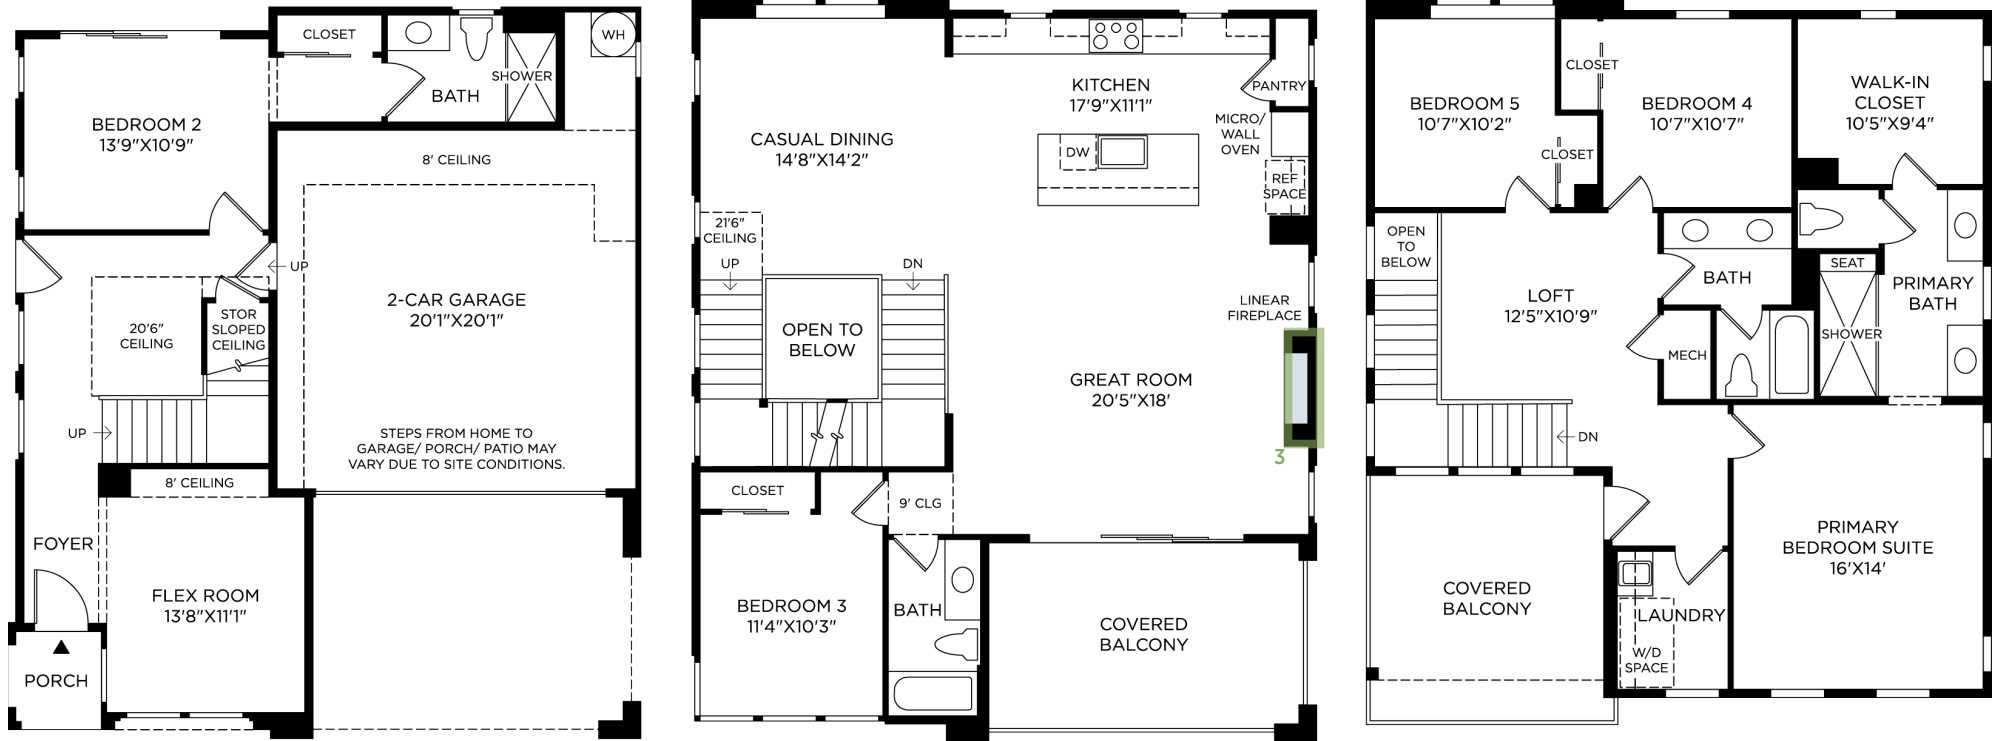 CLOSET
WH
SHOWER
BATH
BEDROOM 2
13'9"X10'9"
8' CEILING
UP
STOR
SLOPED
CEILING
20'6"
CEILING
2-CAR GARAGE
20'1"X20'1"
UP
STEPS FROM HOME TO
GARAGE/ PORCH/ PATIO MAY
VARY DUE TO SITE CONDITIONS.
8' CEILING
FOYER
FLEX ROOM
13'8"X11'1"
PORCH
KITCHEN
17'9"X11'1"
PANTRY
CASUAL DINING
14'8"X14'2"
MICRO/
WALL
OVEN
DW
REF
SPACE
21'6"
CEILING
UP
DN
OPEN TO
BELOW
LINEAR
FIREPLACE
GREAT ROOM
20'5"X18'
3
CLOSET
9' CLG
BEDROOM 3
11'4"X10'3"
BATH
COVERED
BALCONY
CLOSET
BEDROOM 5
10'7"X10'2"
BEDROOM 4
10'7"X10'7"
WALK-IN
CLOSET
10'5"X9'4"
CLOSET
OPEN
TO
BELOW
LOFT
12'5"X10'9"
BATH
SEAT
PRIMARY
BATH
SHOWER
MECH
DN
PRIMARY
BEDROOM SUITE
16'X14'
COVERED
BALCONY
LAUNDRY
W/D
SPACE